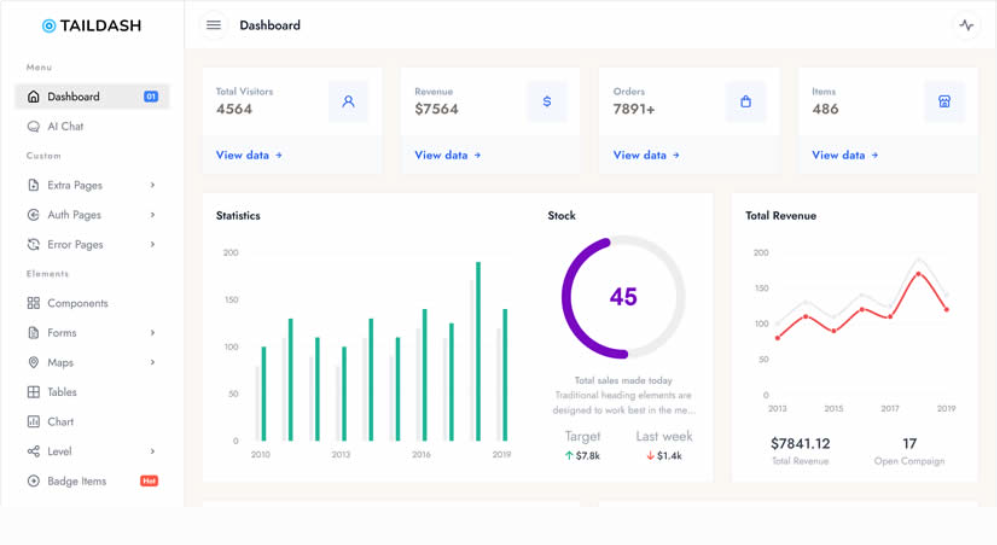 TAILDASH
Dashboard
Menu
Dashboard 01
AI Chat
Custom
Extra Pages
Auth Pages
Error Pages
Elements
Components
Forms
Maps
Tables
Chart
Level
Badge Items Hot
Total Visitors
4564
View data
Revenue
$7564
$
View data
Orders
7891+
View data
Items
486
View data
Statistics
200
150
100
50
0
2010 2013 2016 2019
Stock
45
Total sales made today
Traditional heading elements are
designed to work best in the me...
Target Last week
$7.8k $1.4k
Total Revenue
200
150
100
50
0
2013 2015 2017 2019
$7841.12 17
Total Revenue Open Compaign